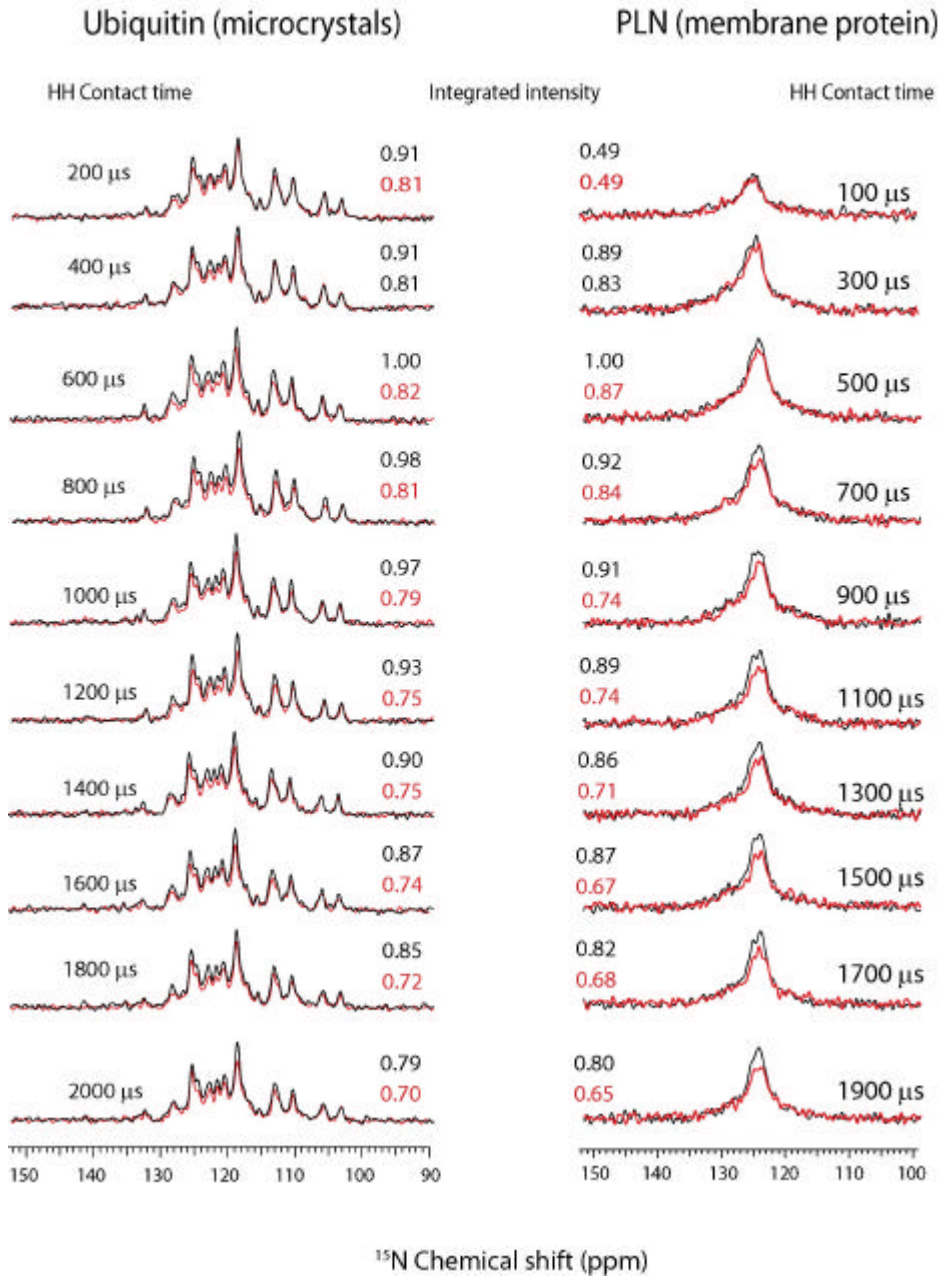 Ubiquitin (microcrystals) PLN (membrane protein)
HH Contact time Integrated intensity HH Contact time
200 μs 0.91 0.49 100 μs
0.81 0.49
400 μs 0.91 0.89 300 μs
0.81 0.83
600 μs 1.00 1.00 500 μs
0.82 0.87
800 μs 0.98 0.92 700 μs
0.81 0.84
1000 μs 0.97 0.91 900 μs
0.79 0.74
1200 μs 0.93 0.89 1100 μs
0.75 0.74
1400 μs 0.90 0.86 1300 μs
0.75 0.71
1600 μs 0.87 0.87 1500 μs
0.74 0.67
1800 μs 0.85 0.82 1700 μs
0.72 0.68
2000 μs 0.79 0.80 1900 μs
0.70 0.65
150 140 130 120 110 100 90 150 140 130 120 110 100
¹⁵N Chemical shift (ppm)